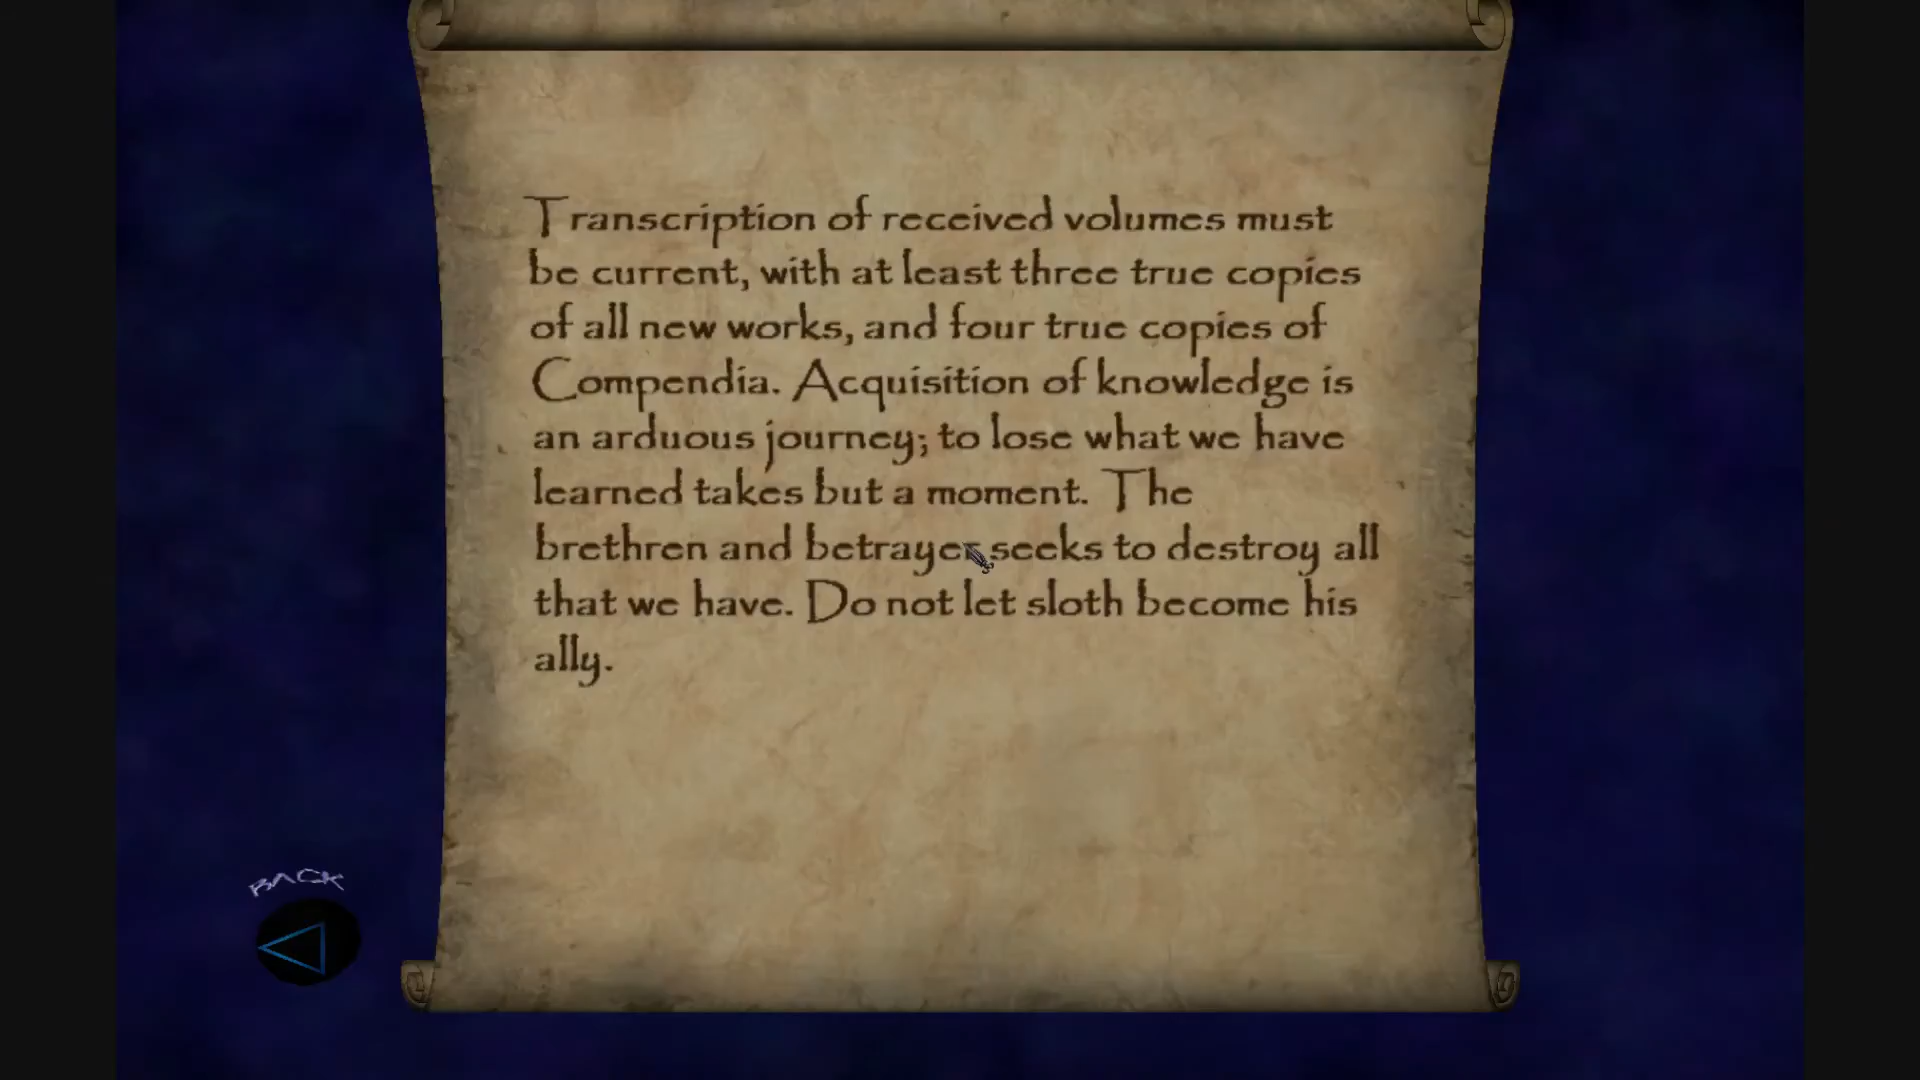 Transcription of received volumes must
be current, with at least three true copies
of all new works, and four true copies of
Compendia. Acquisition of knowledge is
an arduous journey; to lose what we have
learned takes but a moment. The
brethren and betrayer seeks to destroy all
that we have. Do not let sloth become his
ally.
BACK